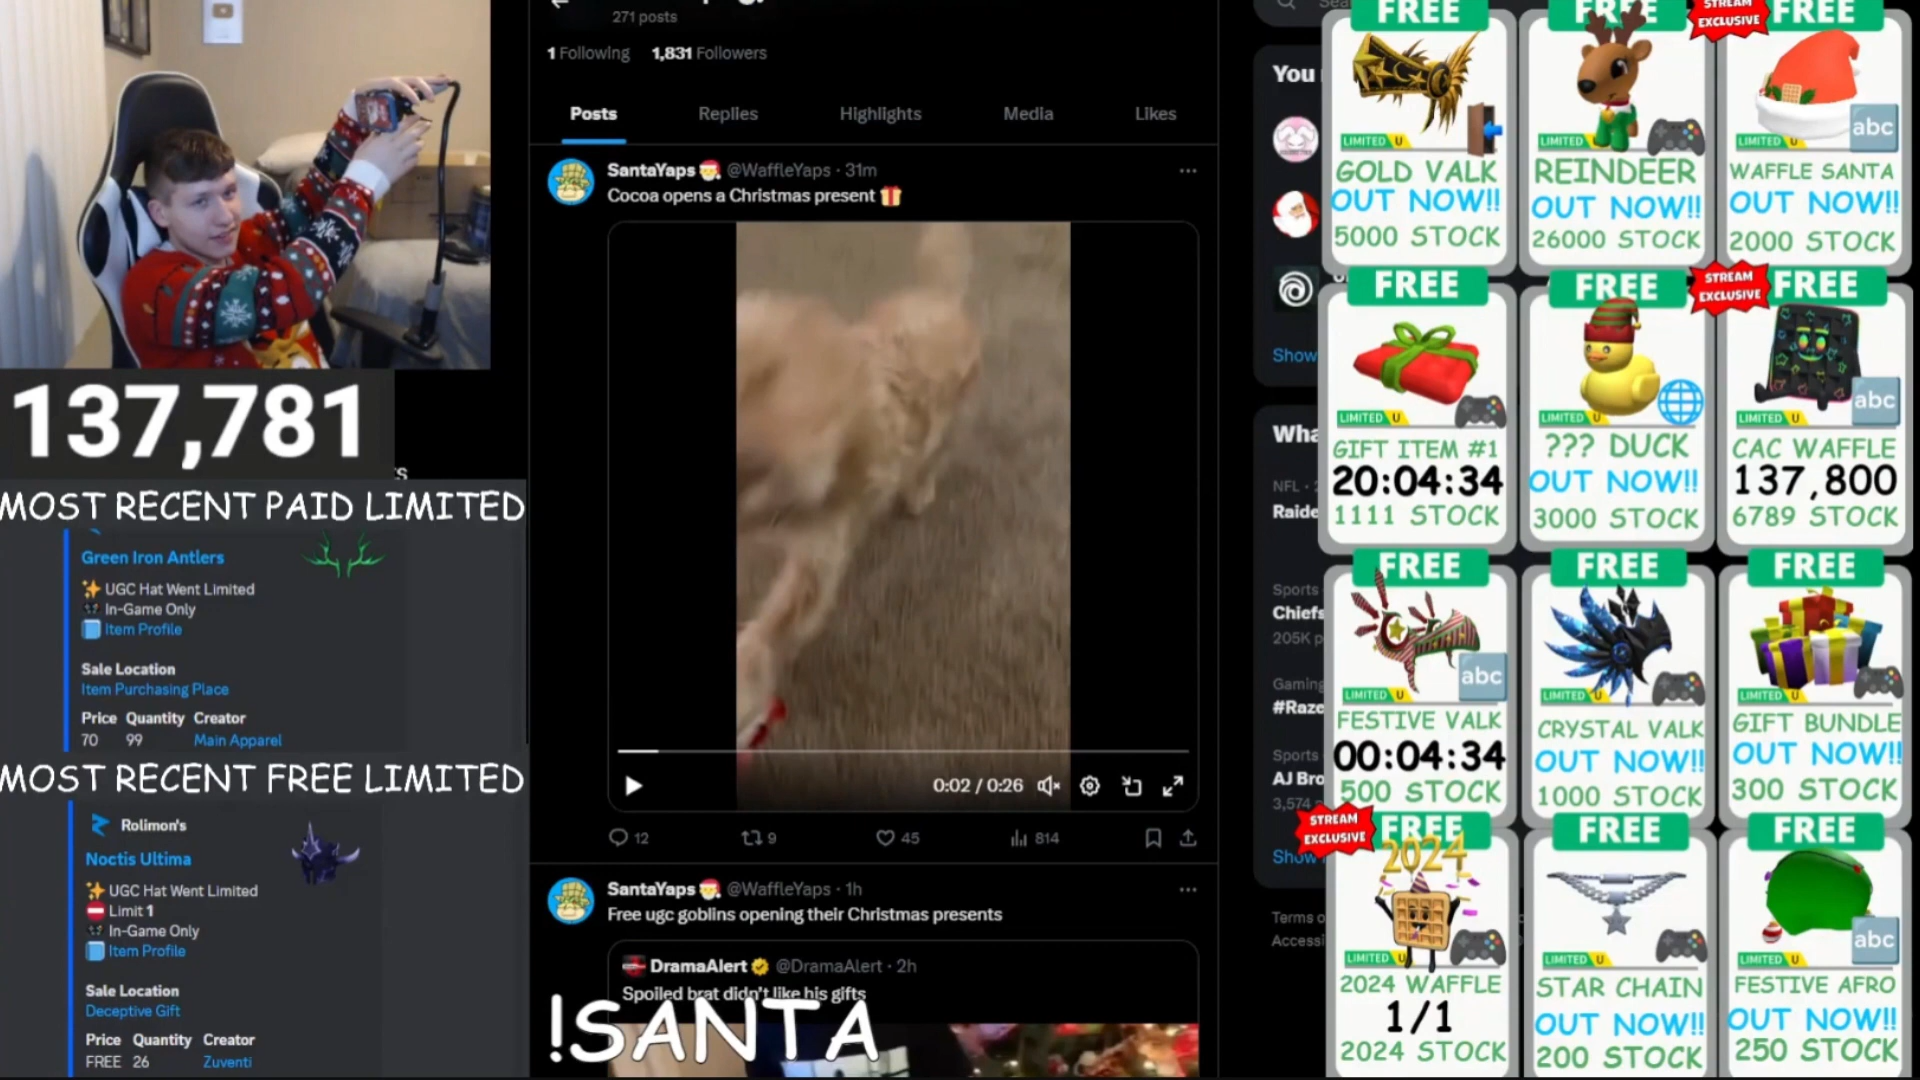 271 posts
1 Following 1,831 Followers
Posts Replies Highlights Media Likes
SantaYaps @WaffleYaps · 31m
Cocoa opens a Christmas present
0:02 / 0:26
12 9 45 814
SantaYaps @WaffleYaps · 1h
Free ugc goblins opening their Christmas presents
DramaAlert @DramaAlert · 2h
Spoiled brat didn't like his gifts
!SANTA
137,781
MOST RECENT PAID LIMITED
Green Iron Antlers
UGC Hat Went Limited
In-Game Only
Item Profile
Sale Location
Item Purchasing Place
Price Quantity Creator
70 99 Main Apparel
MOST RECENT FREE LIMITED
Rolimon's
Noctis Ultima
UGC Hat Went Limited
Limit 1
In-Game Only
Item Profile
Sale Location
Deceptive Gift
Price Quantity Creator
FREE 26 Zuventi
You
Show
NFL · 
Raide
Sports
Chiefs
205K p
Gaming
#Raze
Sports
AJ Bro
3,574 p
Show
Terms o
Accessi
FREE
LIMITED U
GOLD VALK
OUT NOW!!
5000 STOCK
FREE
LIMITED U
REINDEER
OUT NOW!!
26000 STOCK
STREAM
EXCLUSIVE
FREE
abc
LIMITED U
WAFFLE SANTA
OUT NOW!!
2000 STOCK
FREE
LIMITED U
GIFT ITEM #1
20:04:34
1111 STOCK
FREE
LIMITED U
??? DUCK
OUT NOW!!
3000 STOCK
STREAM
EXCLUSIVE
FREE
abc
LIMITED U
CAC WAFFLE
137,800
6789 STOCK
FREE
abc
LIMITED U
FESTIVE VALK
00:04:34
500 STOCK
FREE
LIMITED U
CRYSTAL VALK
OUT NOW!!
1000 STOCK
FREE
LIMITED U
GIFT BUNDLE
OUT NOW!!
300 STOCK
STREAM
EXCLUSIVE
FREE
2024
LIMITED U
2024 WAFFLE
1/1
2024 STOCK
FREE
LIMITED U
STAR CHAIN
OUT NOW!!
200 STOCK
FREE
abc
LIMITED U
FESTIVE AFRO
OUT NOW!!
250 STOCK